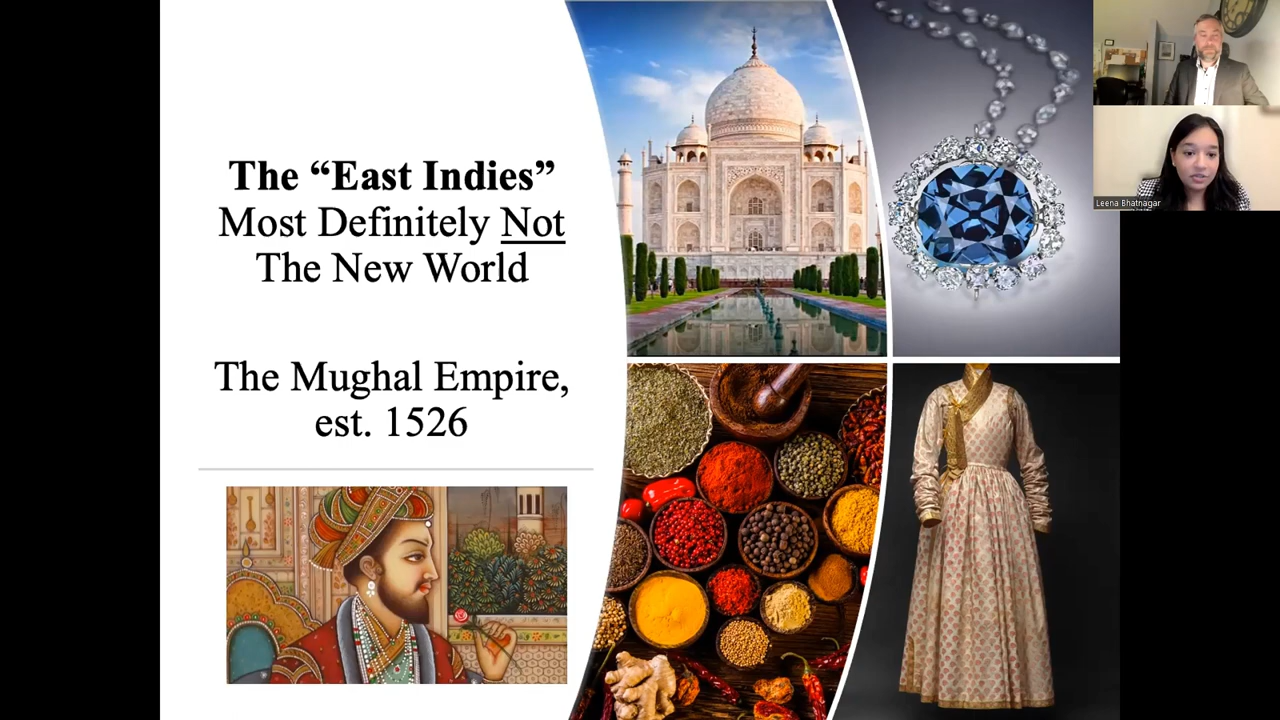 The “East Indies”
Most Definitely Not
The New World
The Mughal Empire,
est. 1526
Leena Bhatnagar